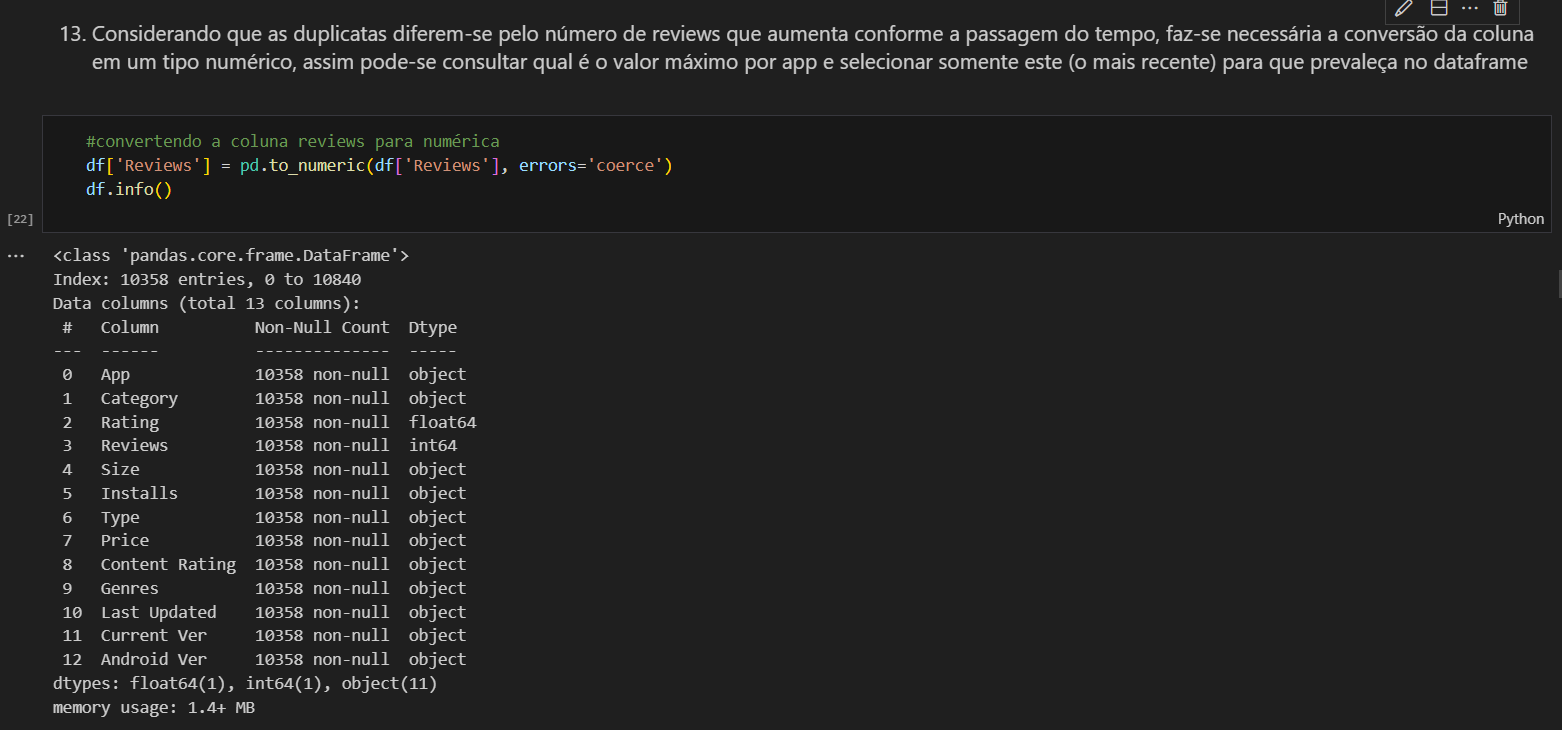 13. Considerando que as duplicatas diferem-se pelo número de reviews que aumenta conforme a passagem do tempo, faz-se necessária a conversão da coluna
em um tipo numérico, assim pode-se consultar qual é o valor máximo por app e selecionar somente este (o mais recente) para que prevaleça no dataframe
#convertendo a coluna reviews para numérica
df['Reviews'] = pd.to_numeric(df['Reviews'], errors='coerce')
df.info()
[22]
Python
... <class 'pandas.core.frame.DataFrame'>
Index: 10358 entries, 0 to 10840
Data columns (total 13 columns):
 #   Column          Non-Null Count  Dtype
---  ------          --------------  -----
 0   App             10358 non-null  object
 1   Category        10358 non-null  object
 2   Rating          10358 non-null  float64
 3   Reviews         10358 non-null  int64
 4   Size            10358 non-null  object
 5   Installs        10358 non-null  object
 6   Type            10358 non-null  object
 7   Price           10358 non-null  object
 8   Content Rating  10358 non-null  object
 9   Genres          10358 non-null  object
 10  Last Updated    10358 non-null  object
 11  Current Ver     10358 non-null  object
 12  Android Ver     10358 non-null  object
dtypes: float64(1), int64(1), object(11)
memory usage: 1.4+ MB